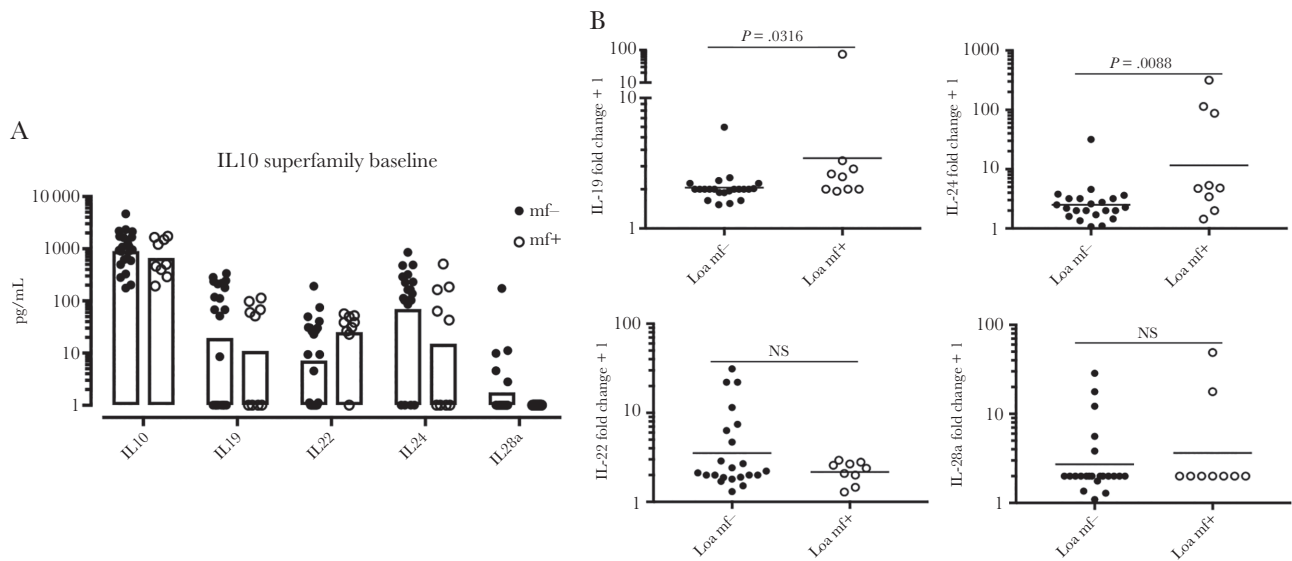 A
IL10 superfamily baseline
pg/mL
10 000
1000
100
10
1
mf–
mf+
IL10
IL19
IL22
IL24
IL28a
B
IL-19 fold change + 1
100
10
10
1
P = .0316
Loa mf–
Loa mf+
IL-24 fold change + 1
1000
100
10
1
P = .0088
Loa mf–
Loa mf+
IL-22 fold change + 1
100
10
1
NS
Loa mf–
Loa mf+
IL-28a fold change + 1
100
10
1
NS
Loa mf–
Loa mf+